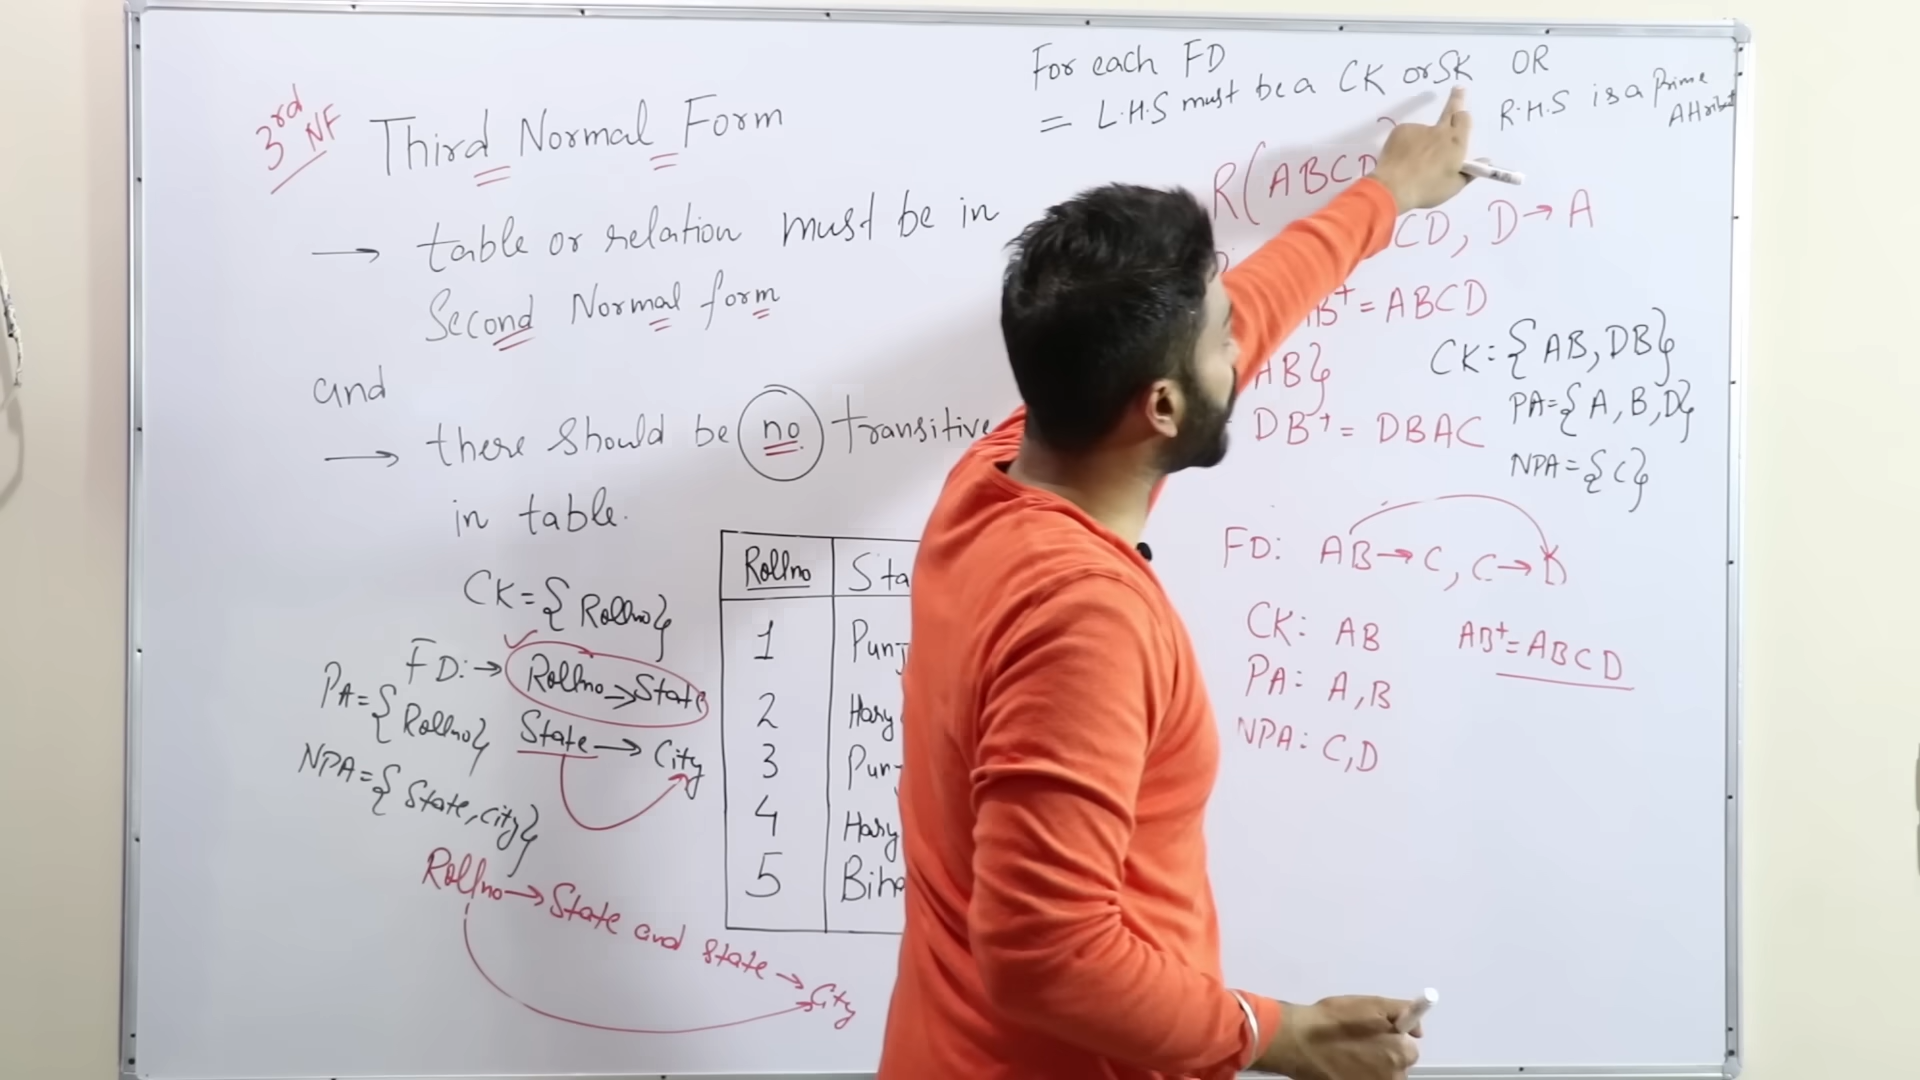 3rd NF
Third Normal Form
→ table or relation must be in
Second Normal form
and
→ there should be no transitive
in table.
CK={Rollno}
FD:→ Rollno→State
State→City
PA={Rollno}
NPA={State, City}
Rollno→State and state→City
Rollno
1
2
3
4
5
For each FD
= L.H.S must be a CK or SK OR
R.H.S is a Prime
R(ABCD
CD, D→A
B⁺=ABCD
AB}
DB⁺= DBAC
CK:{AB, DB}
PA={A, B, D}
NPA={C}
FD: AB→C, C→D
CK: AB
AB⁺=ABCD
PA: A,B
NPA: C,D